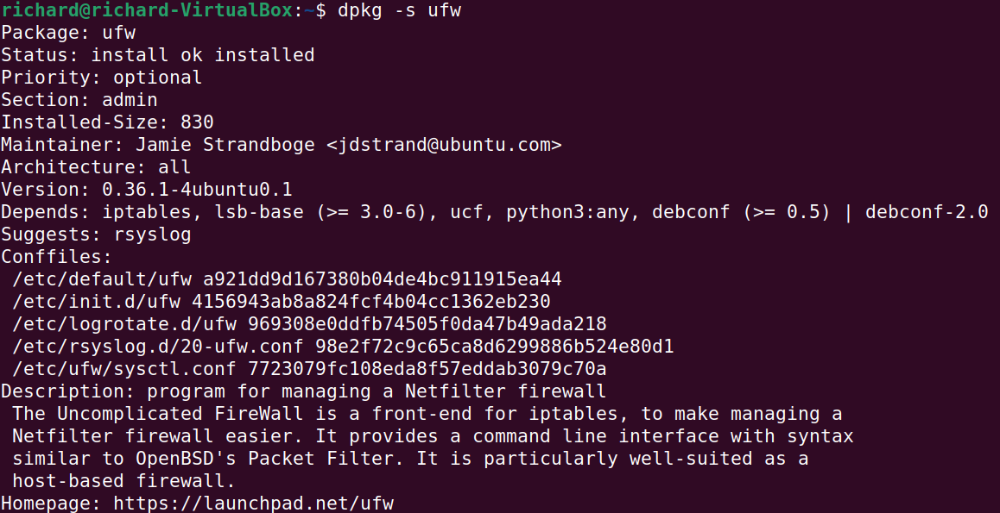 richard@richard-VirtualBox:~$ dpkg -s ufw
Package: ufw
Status: install ok installed
Priority: optional
Section: admin
Installed-Size: 830
Maintainer: Jamie Strandboge <jdstrand@ubuntu.com>
Architecture: all
Version: 0.36.1-4ubuntu0.1
Depends: iptables, lsb-base (>= 3.0-6), ucf, python3:any, debconf (>= 0.5) | debconf-2.0
Suggests: rsyslog
Conffiles:
 /etc/default/ufw a921dd9d167380b04de4bc911915ea44
 /etc/init.d/ufw 4156943ab8a824fcf4b04cc1362eb230
 /etc/logrotate.d/ufw 969308e0ddfb74505f0da47b49ada218
 /etc/rsyslog.d/20-ufw.conf 98e2f72c9c65ca8d6299886b524e80d1
 /etc/ufw/sysctl.conf 7723079fc108eda8f57eddab3079c70a
Description: program for managing a Netfilter firewall
 The Uncomplicated FireWall is a front-end for iptables, to make managing a
 Netfilter firewall easier. It provides a command line interface with syntax
 similar to OpenBSD's Packet Filter. It is particularly well-suited as a
 host-based firewall.
Homepage: https://launchpad.net/ufw